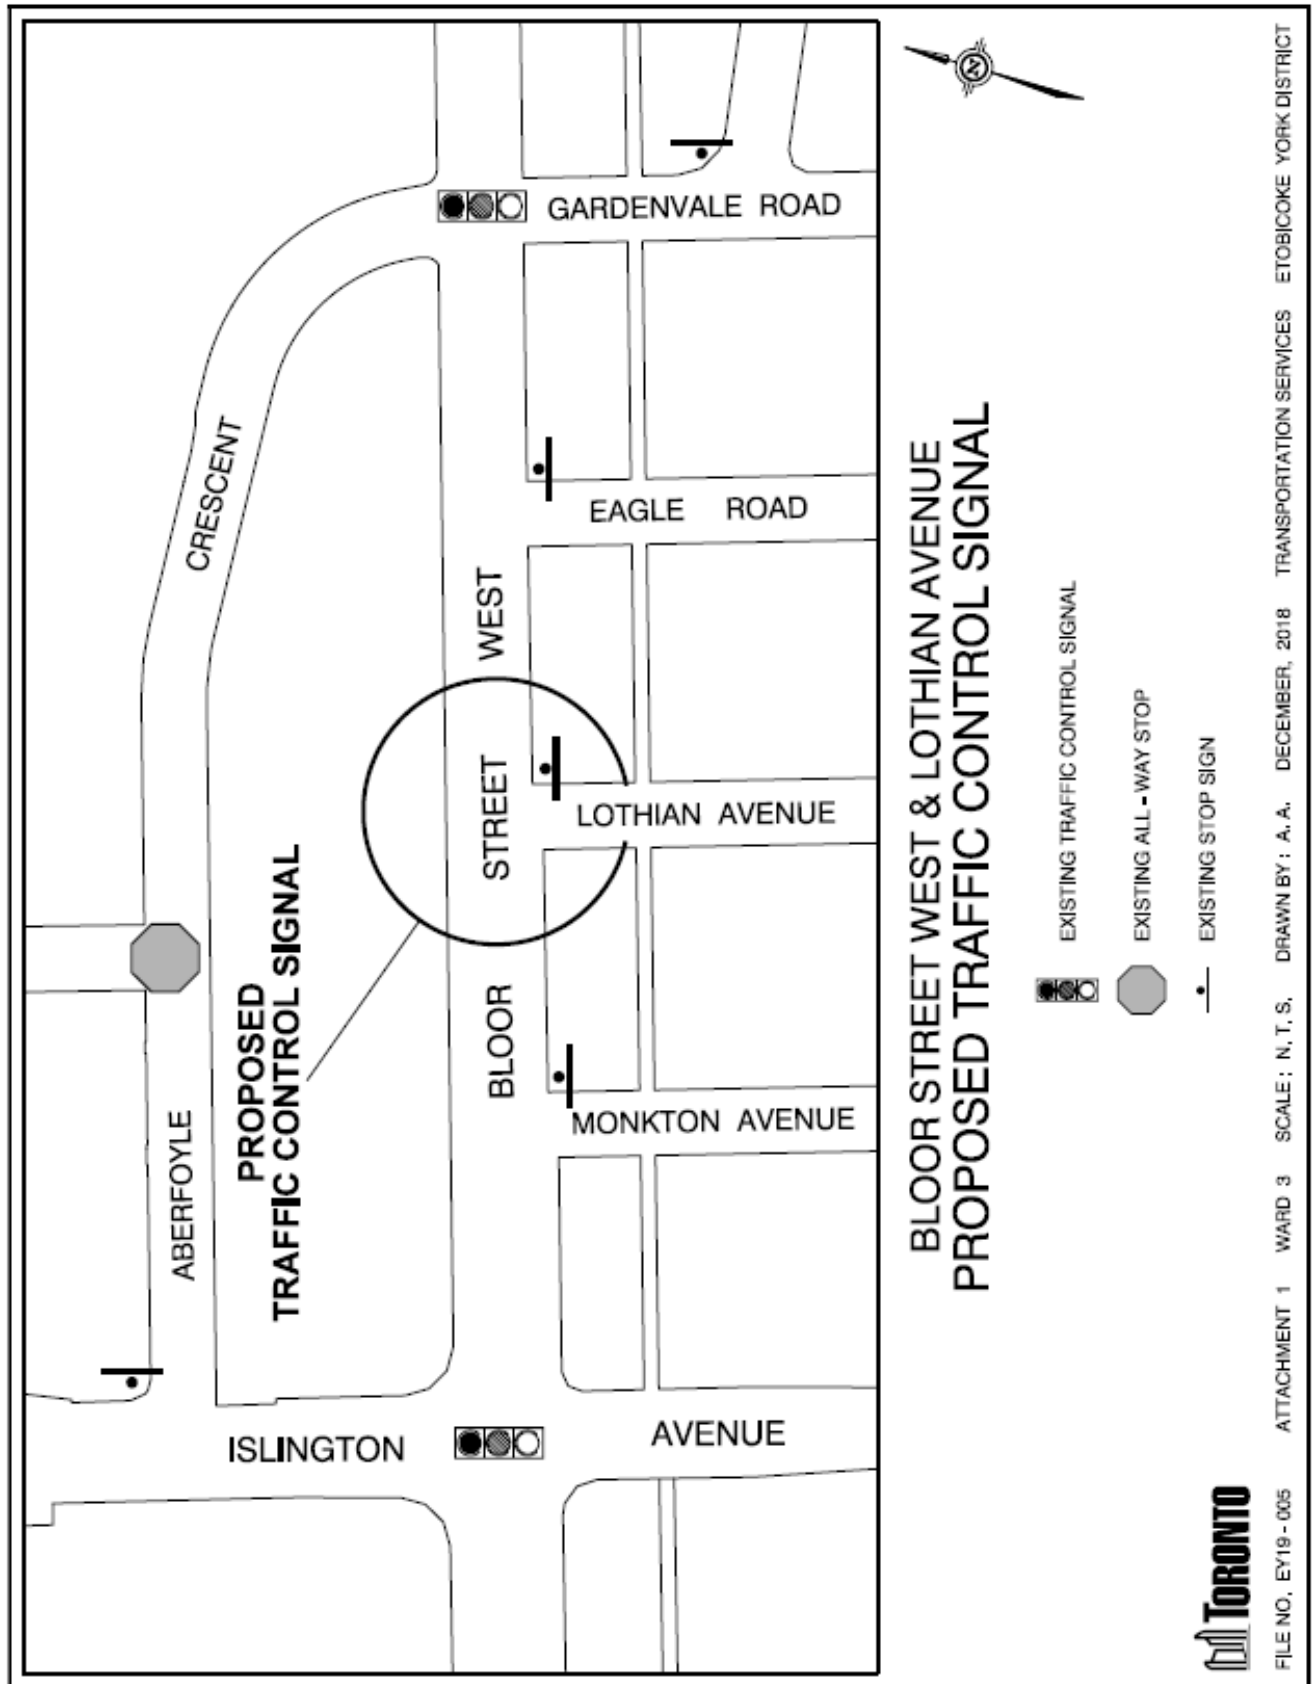 ABERFOYLE
CRESCENT
PROPOSED
TRAFFIC CONTROL SIGNAL
BLOOR STREET WEST
ISLINGTON AVENUE
MONKTON AVENUE
LOTHIAN AVENUE
EAGLE ROAD
GARDENVALE ROAD
N
BLOOR STREET WEST & LOTHIAN AVENUE
PROPOSED TRAFFIC CONTROL SIGNAL
EXISTING TRAFFIC CONTROL SIGNAL
EXISTING ALL-WAY STOP
EXISTING STOP SIGN
TORONTO
FILE NO. EY19-005 ATTACHMENT 1 WARD 3 SCALE: N.T.S. DRAWN BY: A.A. DECEMBER, 2018 TRANSPORTATION SERVICES ETOBICOKE YORK DISTRICT